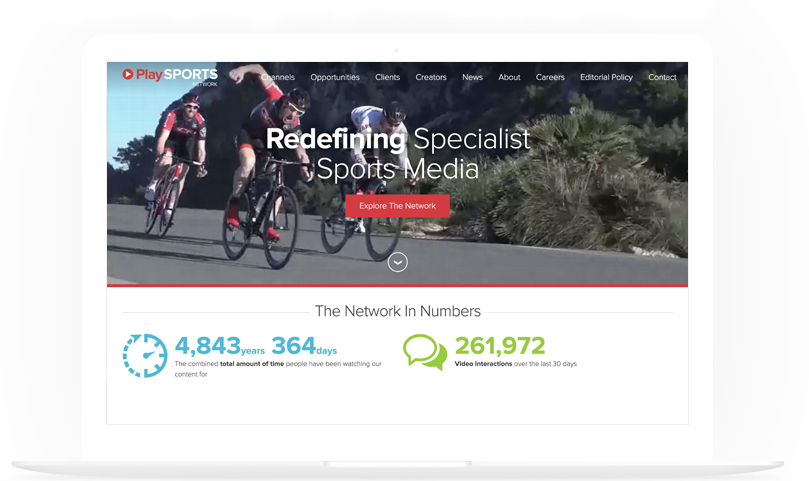 PlaySPORTS
NETWORK
Channels Opportunities Clients Creators News About Careers Editorial Policy Contact
Redefining Specialist
Sports Media
Explore The Network
The Network In Numbers
4,843years 364days
The combined total amount of time people have been watching our
content for
261,972
Video interactions over the last 30 days